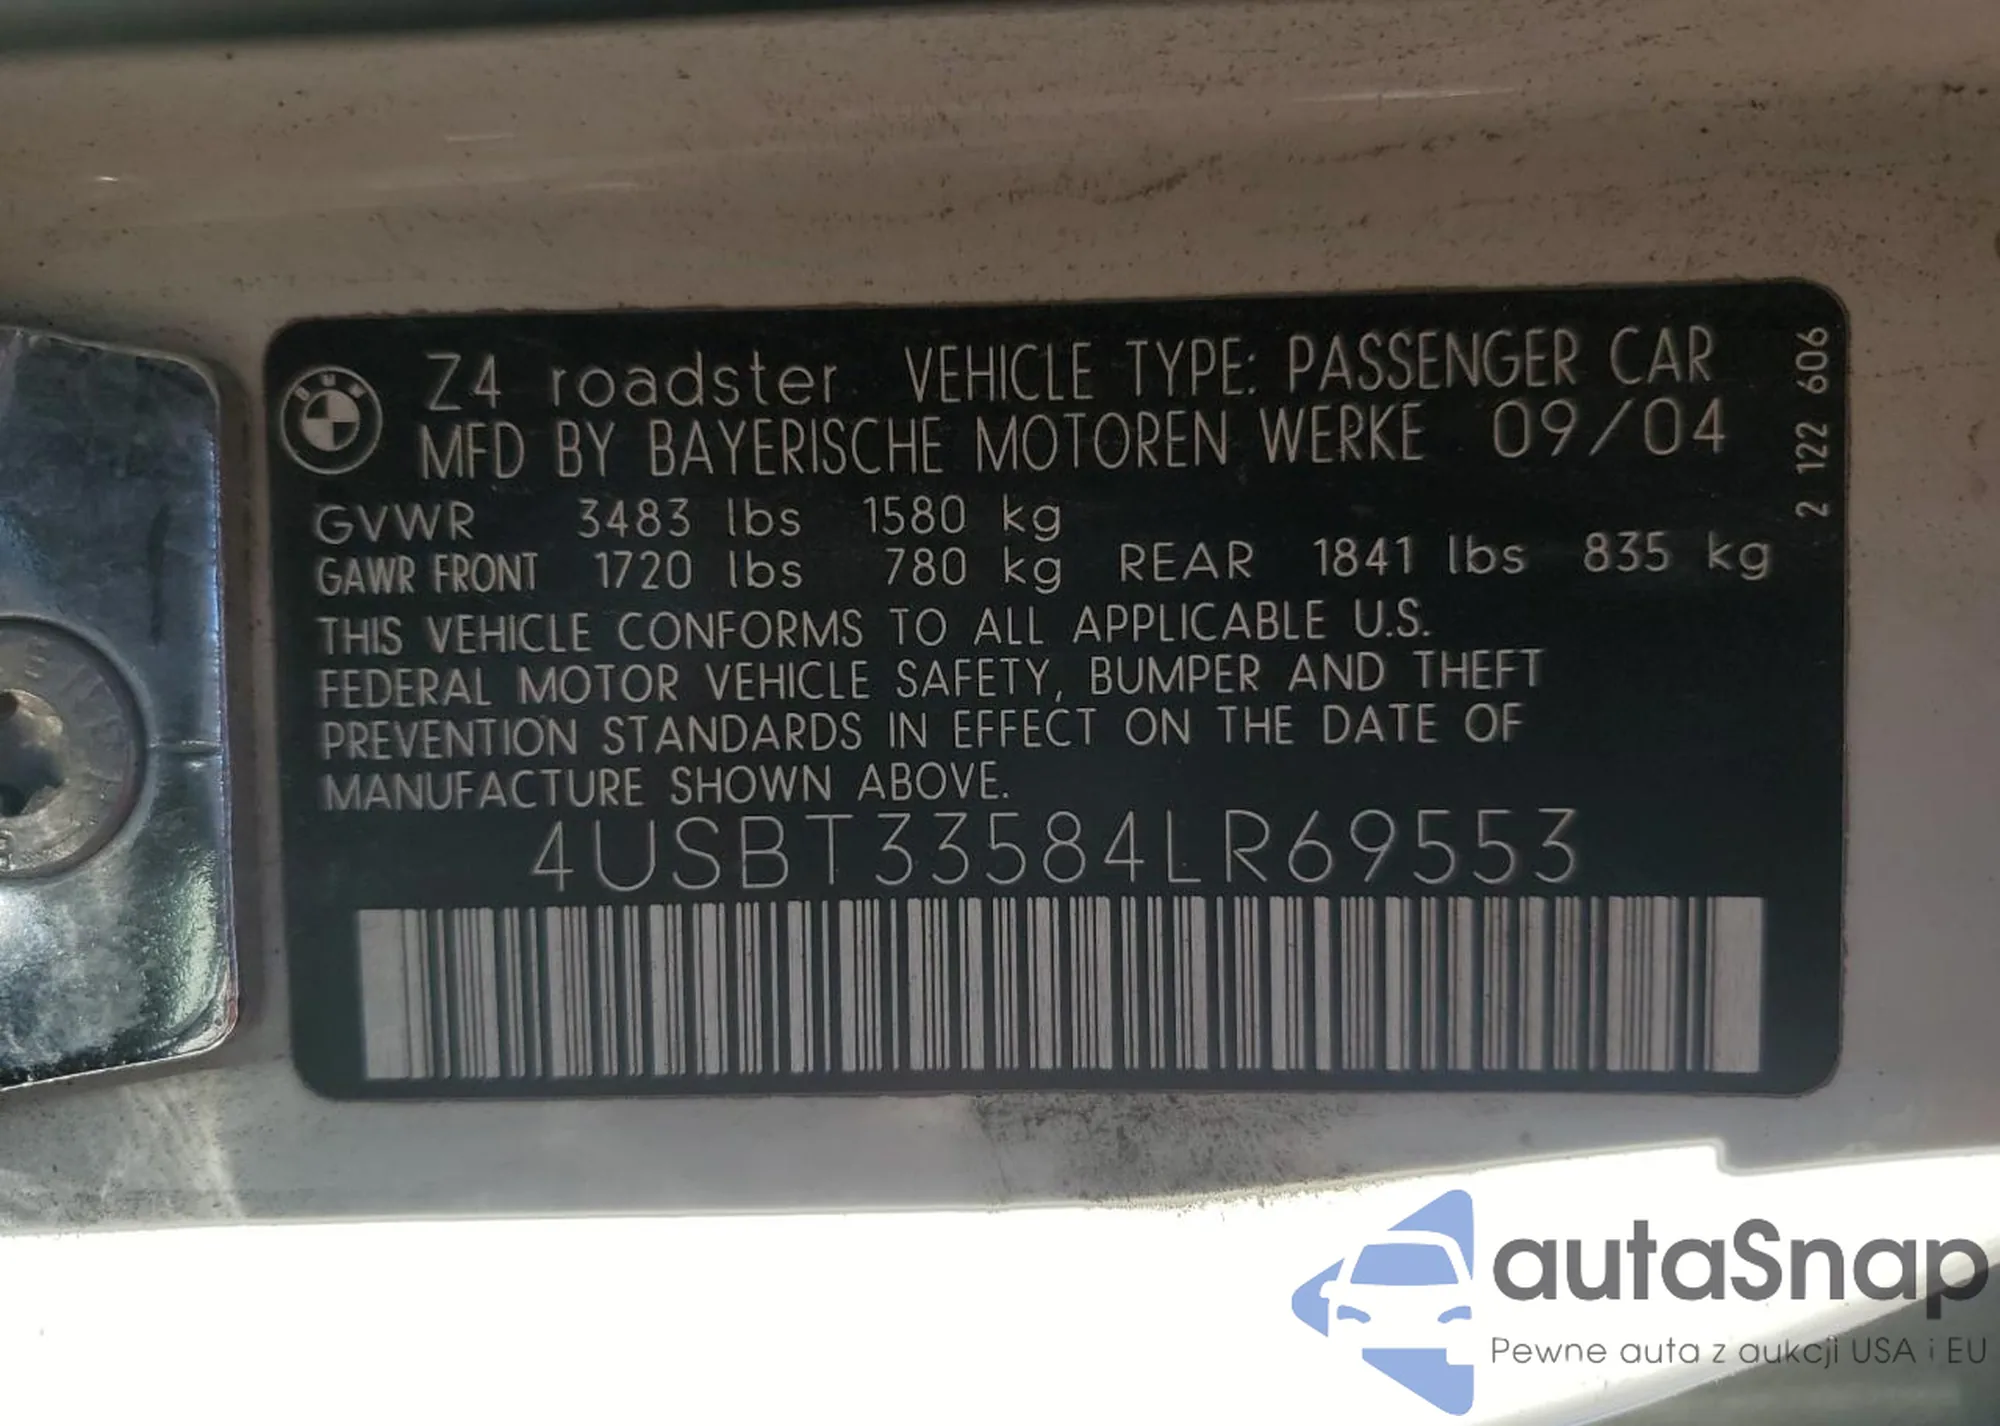 BMW
Z4 roadster VEHICLE TYPE: PASSENGER CAR
MFD BY BAYERISCHE MOTOREN WERKE 09/04
GVWR 3483 lbs 1580 kg
GAWR FRONT 1720 lbs 780 kg REAR 1841 lbs 835 kg
THIS VEHICLE CONFORMS TO ALL APPLICABLE U.S.
FEDERAL MOTOR VEHICLE SAFETY, BUMPER AND THEFT
PREVENTION STANDARDS IN EFFECT ON THE DATE OF
MANUFACTURE SHOWN ABOVE.
4USBT33584LR69553
2 122 606
autaSnap
Pewne auta z aukcji USA i EU